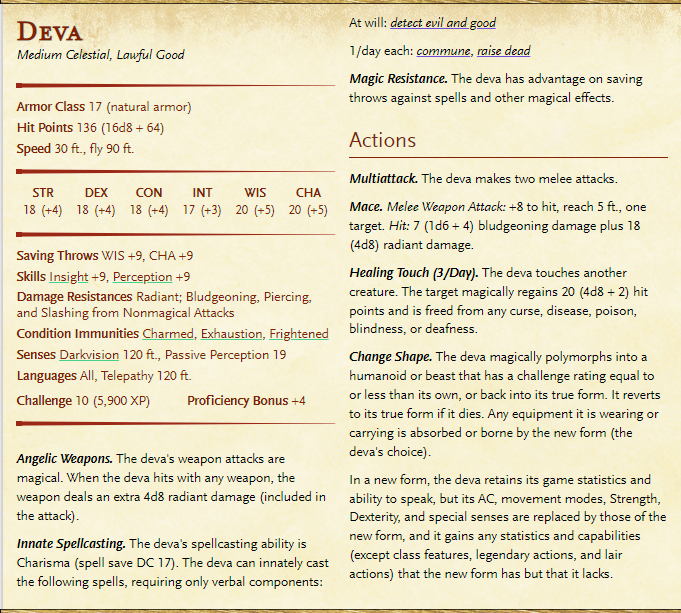 DEVA
Medium Celestial, Lawful Good
Armor Class 17 (natural armor)
Hit Points 136 (16d8 + 64)
Speed 30 ft., fly 90 ft.
STR DEX CON INT WIS CHA
18 (+4) 18 (+4) 18 (+4) 17 (+3) 20 (+5) 20 (+5)
Saving Throws WIS +9, CHA +9
Skills Insight +9, Perception +9
Damage Resistances Radiant; Bludgeoning, Piercing,
and Slashing from Nonmagical Attacks
Condition Immunities Charmed, Exhaustion, Frightened
Senses Darkvision 120 ft., Passive Perception 19
Languages All, Telepathy 120 ft.
Challenge 10 (5,900 XP) Proficiency Bonus +4
Angelic Weapons. The deva's weapon attacks are
magical. When the deva hits with any weapon, the
weapon deals an extra 4d8 radiant damage (included in
the attack).
Innate Spellcasting. The deva's spellcasting ability is
Charisma (spell save DC 17). The deva can innately cast
the following spells, requiring only verbal components:
At will: detect evil and good
1/day each: commune, raise dead
Magic Resistance. The deva has advantage on saving
throws against spells and other magical effects.
Actions
Multiattack. The deva makes two melee attacks.
Mace. Melee Weapon Attack: +8 to hit, reach 5 ft., one
target. Hit: 7 (1d6 + 4) bludgeoning damage plus 18
(4d8) radiant damage.
Healing Touch (3/Day). The deva touches another
creature. The target magically regains 20 (4d8 + 2) hit
points and is freed from any curse, disease, poison,
blindness, or deafness.
Change Shape. The deva magically polymorphs into a
humanoid or beast that has a challenge rating equal to
or less than its own, or back into its true form. It reverts
to its true form if it dies. Any equipment it is wearing or
carrying is absorbed or borne by the new form (the
deva's choice).
In a new form, the deva retains its game statistics and
ability to speak, but its AC, movement modes, Strength,
Dexterity, and special senses are replaced by those of the
new form, and it gains any statistics and capabilities
(except class features, legendary actions, and lair
actions) that the new form has but that it lacks.